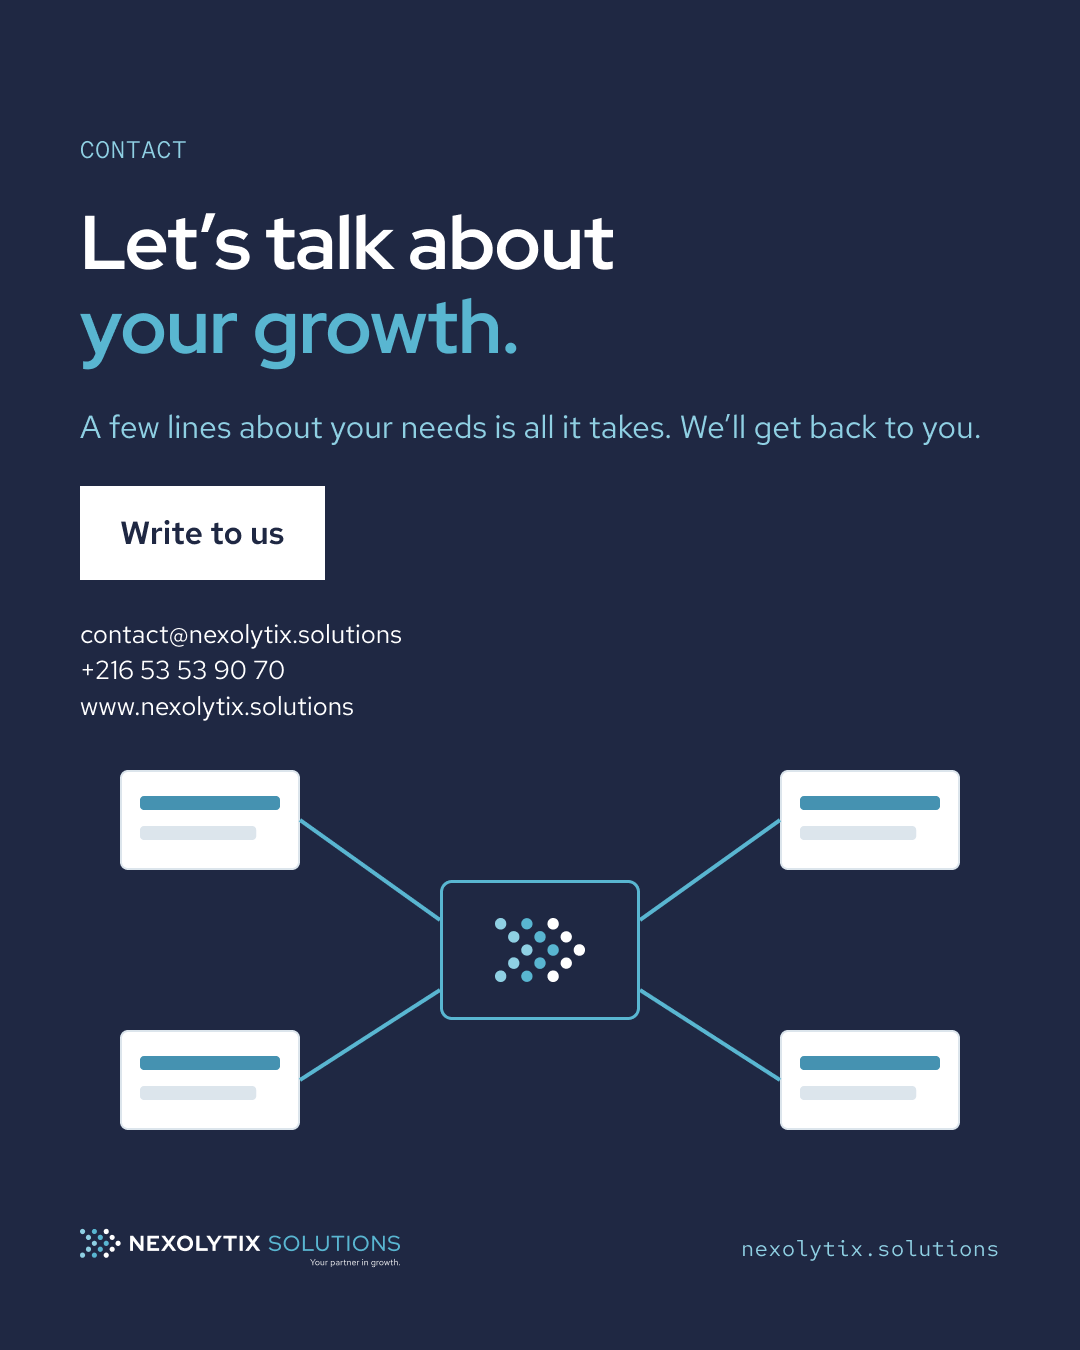 CONTACT
Let’s talk about
your growth.
A few lines about your needs is all it takes. We’ll get back to you.
Write to us
contact@nexolytix.solutions
+216 53 53 90 70
www.nexolytix.solutions
NEXOLYTIX SOLUTIONS
Your partner in growth.
nexolytix.solutions